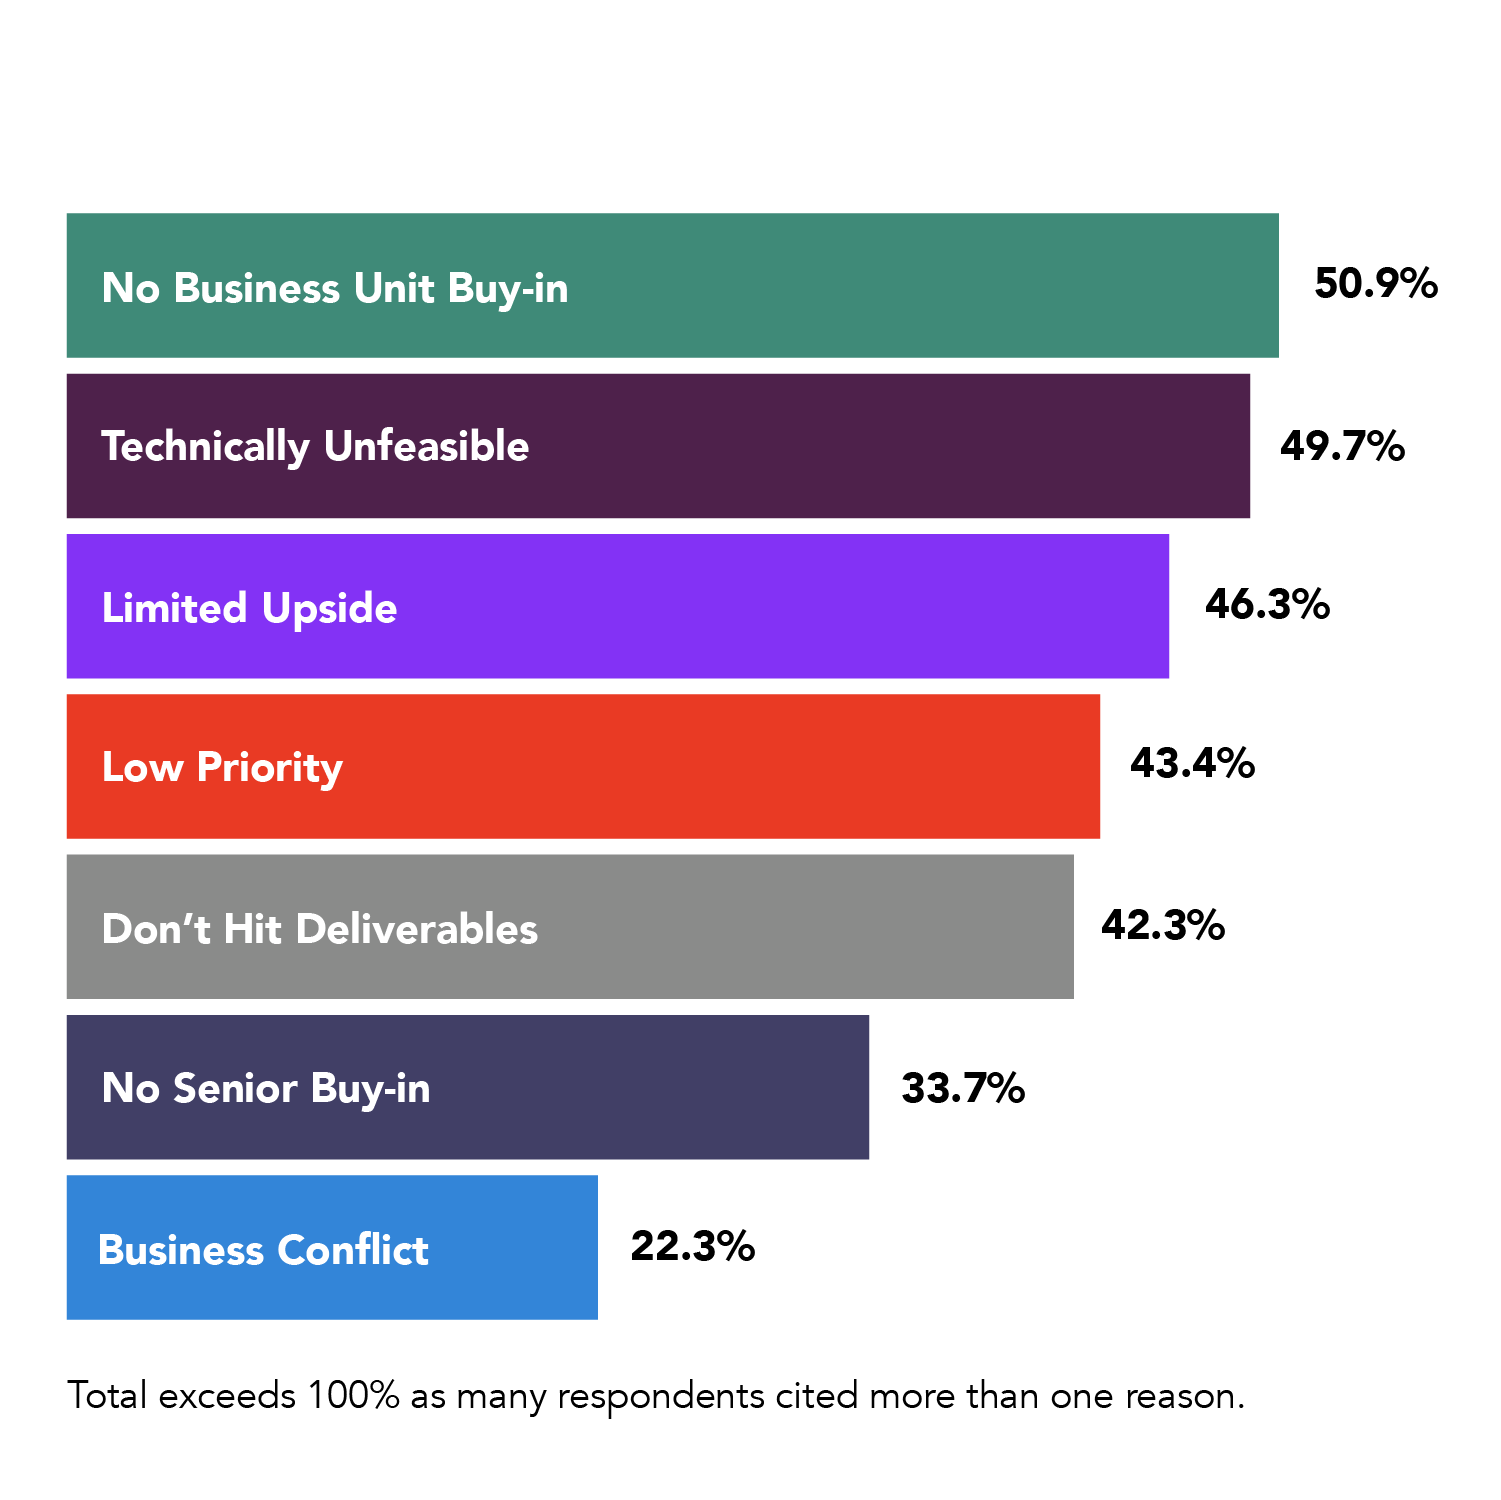 No Business Unit Buy-in 50.9%
Technically Unfeasible 49.7%
Limited Upside 46.3%
Low Priority 43.4%
Don’t Hit Deliverables 42.3%
No Senior Buy-in 33.7%
Business Conflict 22.3%
Total exceeds 100% as many respondents cited more than one reason.